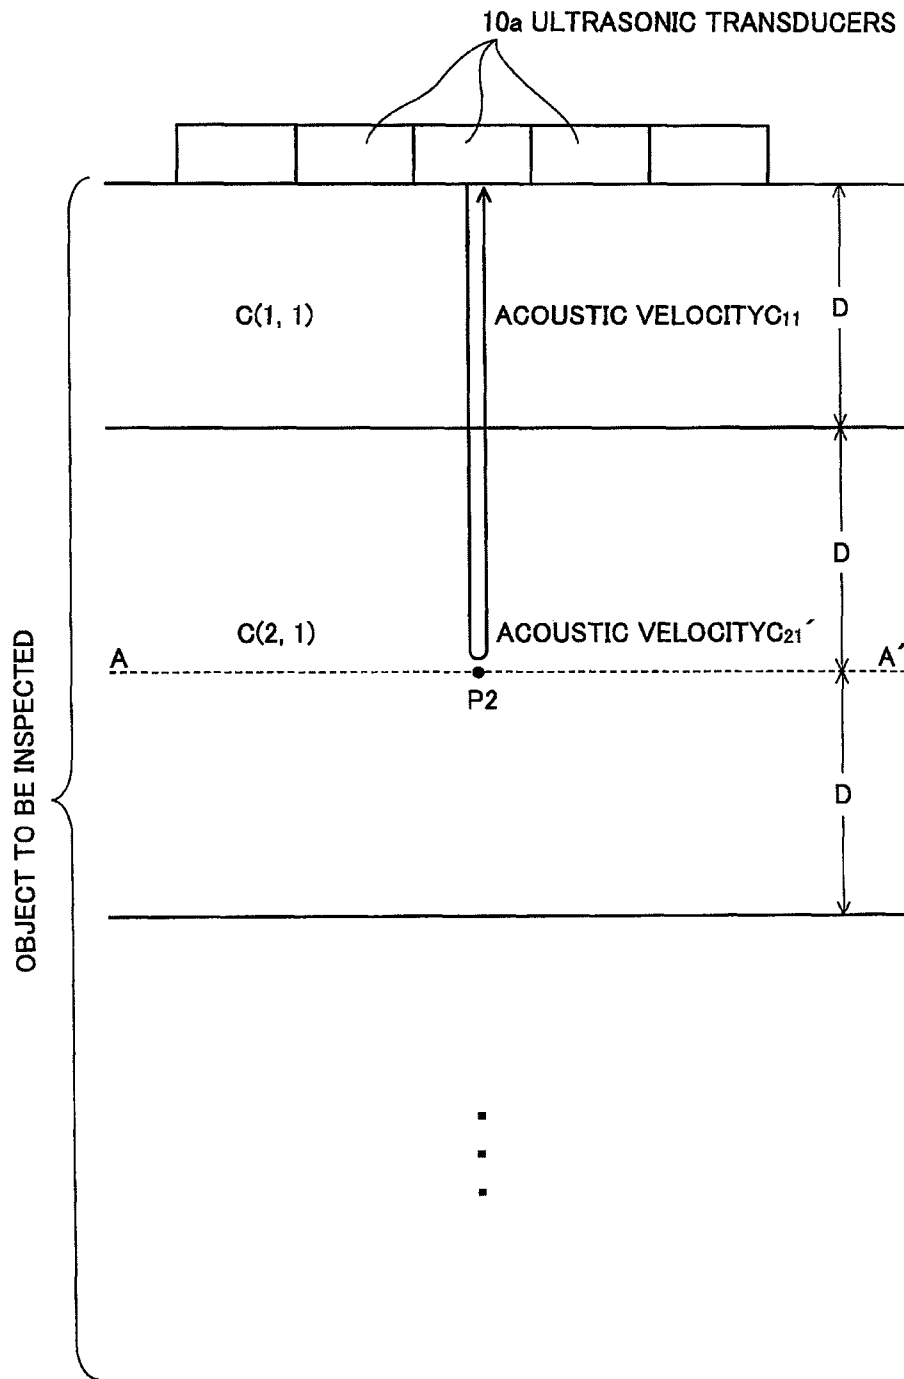 10a ULTRASONIC TRANSDUCERS
C(1, 1)
ACOUSTIC VELOCITYC₁₁
D
D
C(2, 1)
ACOUSTIC VELOCITYC₂₁´
A
A´
P2
D
OBJECT TO BE INSPECTED